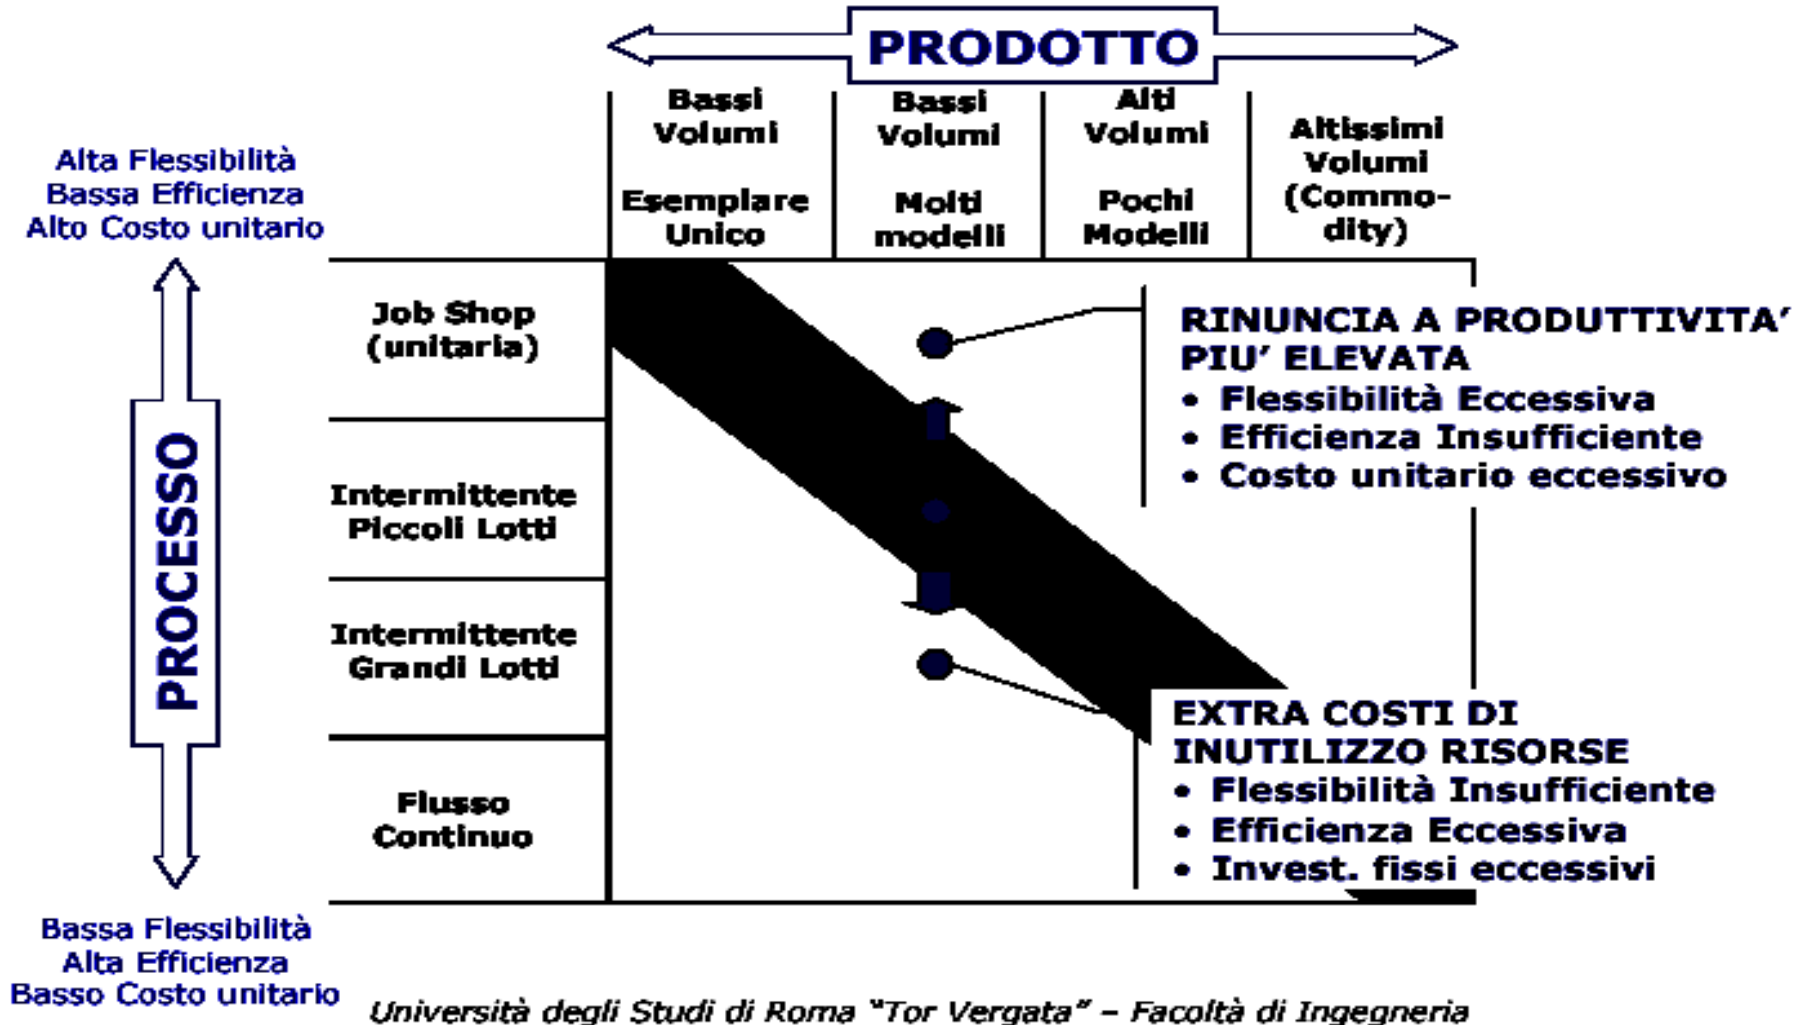 PRODOTTO
Bassi
Volumi
Esemplare
Unico
Bassi
Volumi
Molti
modelli
Alti
Volumi
Pochi
Modelli
Altissimi
Volumi
(Commo-
dity)
Alta Flessibilità
Bassa Efficienza
Alto Costo unitario
PROCESSO
Bassa Flessibilità
Alta Efficienza
Basso Costo unitario
Job Shop
(unitaria)
Intermittente
Piccoli Lotti
Intermittente
Grandi Lotti
Flusso
Continuo
RINUNCIA A PRODUTTIVITA’
PIU’ ELEVATA
• Flessibilità Eccessiva
• Efficienza Insufficiente
• Costo unitario eccessivo
EXTRA COSTI DI
INUTILIZZO RISORSE
• Flessibilità Insufficiente
• Efficienza Eccessiva
• Invest. fissi eccessivi
Università degli Studi di Roma “Tor Vergata” – Facoltà di Ingegneria